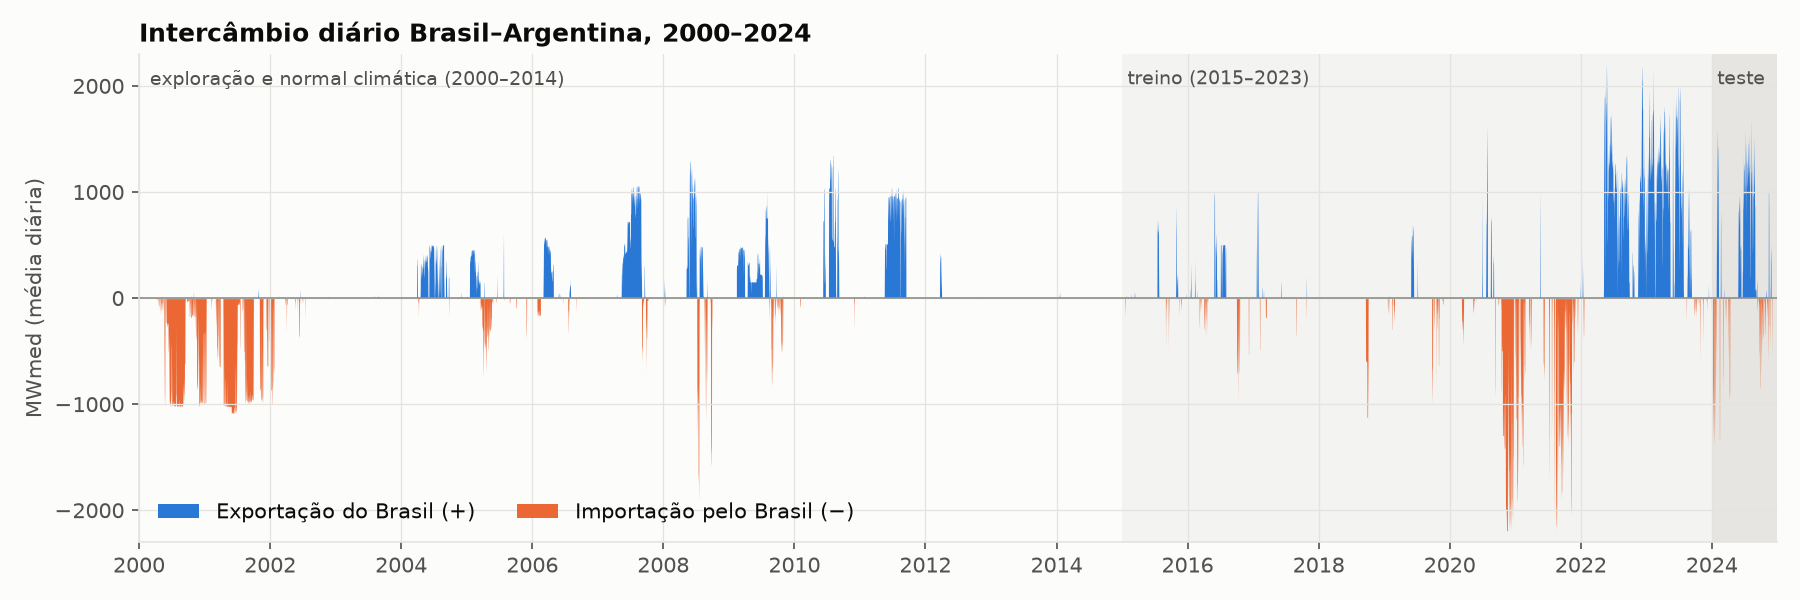 Intercâmbio diário Brasil–Argentina, 2000–2024
exploração e normal climática (2000–2014)
treino (2015–2023)
teste
MWmed (média diária)
2000
1000
0
−1000
−2000
Exportação do Brasil (+)
Importação pelo Brasil (−)
2000 2002 2004 2006 2008 2010 2012 2014 2016 2018 2020 2022 2024